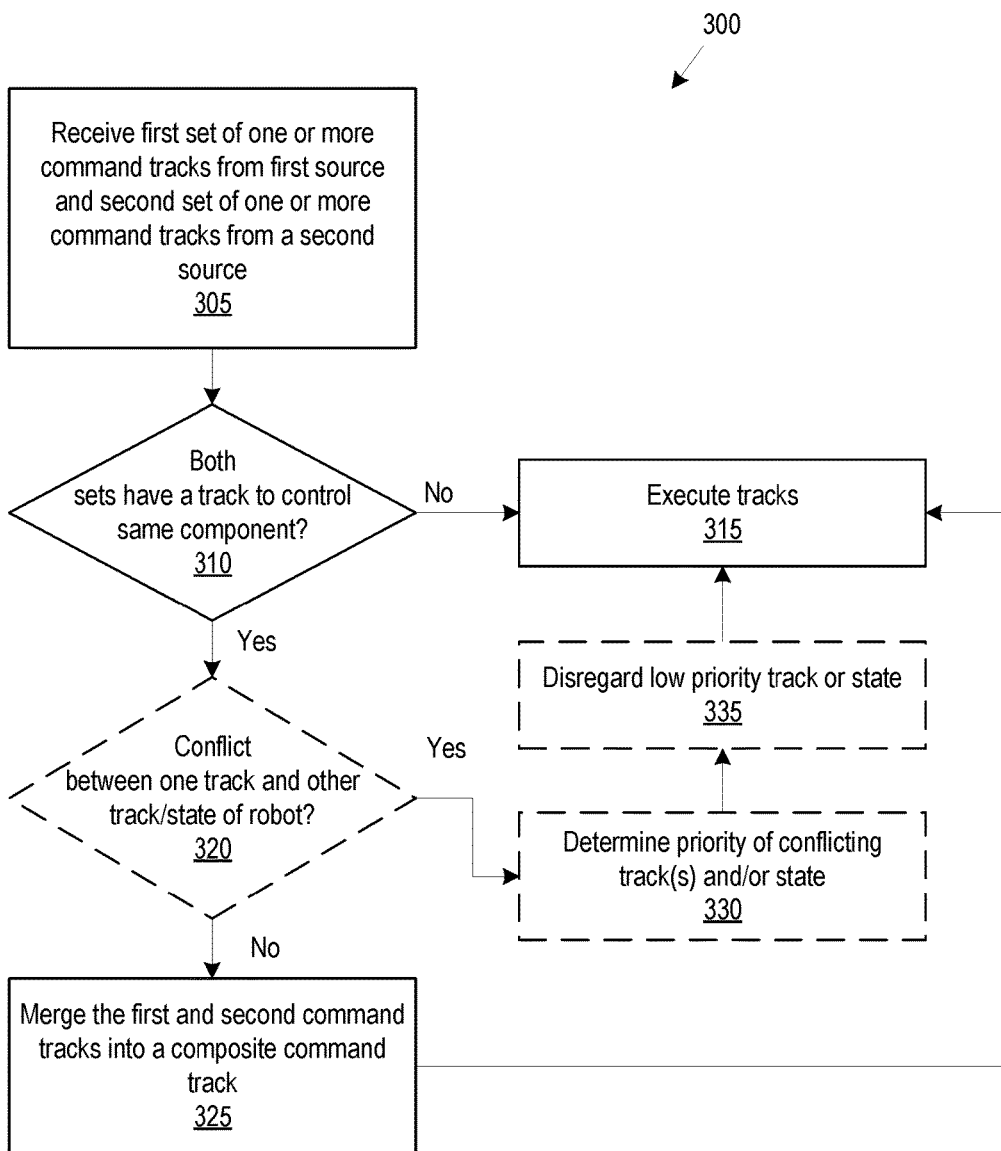 300
Receive first set of one or more
command tracks from first source
and second set of one or more
command tracks from a second
source
305
Both
sets have a track to control
same component?
310
No
Execute tracks
315
Yes
Disregard low priority track or state
335
Conflict
between one track and other
track/state of robot?
320
Yes
Determine priority of conflicting
track(s) and/or state
330
No
Merge the first and second command
tracks into a composite command
track
325